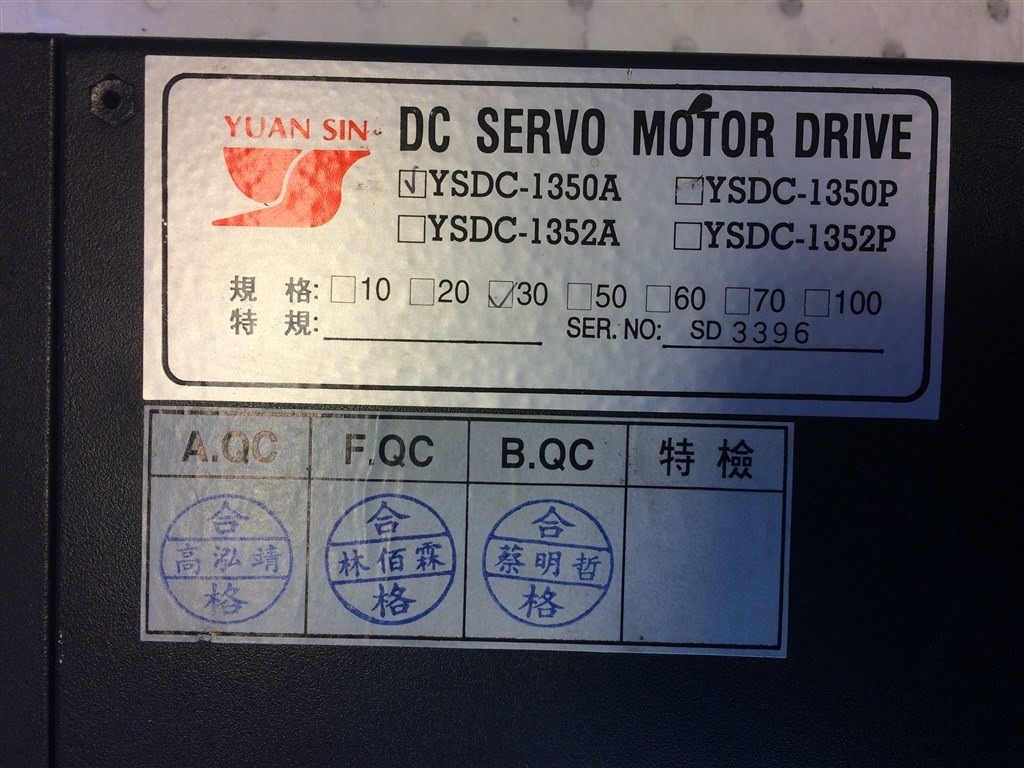 YUAN SIN
DC SERVO MOTOR DRIVE
☑YSDC-1350A ☐YSDC-1350P
☐YSDC-1352A ☐YSDC-1352P
規 格: ☐10 ☐20 ☑30 ☐50 ☐60 ☐70 ☐100
特 規: SER. NO: SD 3396
A.QC F.QC B.QC 特檢
合 合 合
高泓靖 林佰霖 蔡明哲
格 格 格